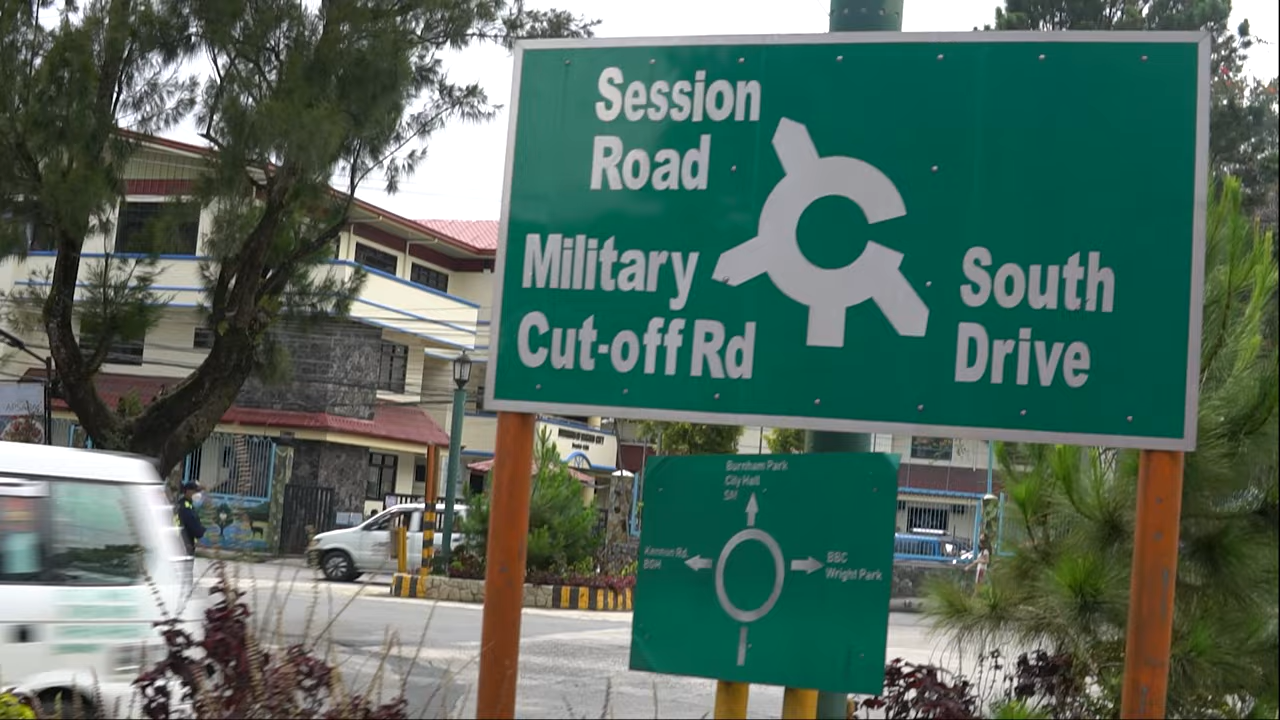 Session
Road
Military
Cut-off Rd
South
Drive
Burnham Park
City Hall
SM
Kennon Rd.
BGH
BBC
Wright Park